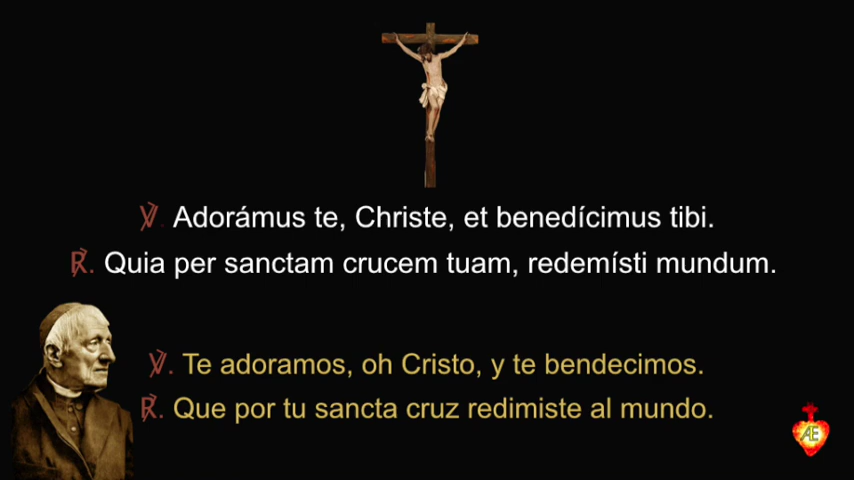 ℣. Adorámus te, Christe, et benedícimus tibi.
℟. Quia per sanctam crucem tuam, redemísti mundum.
℣. Te adoramos, oh Cristo, y te bendecimos.
℟. Que por tu sancta cruz redimiste al mundo.
Æ